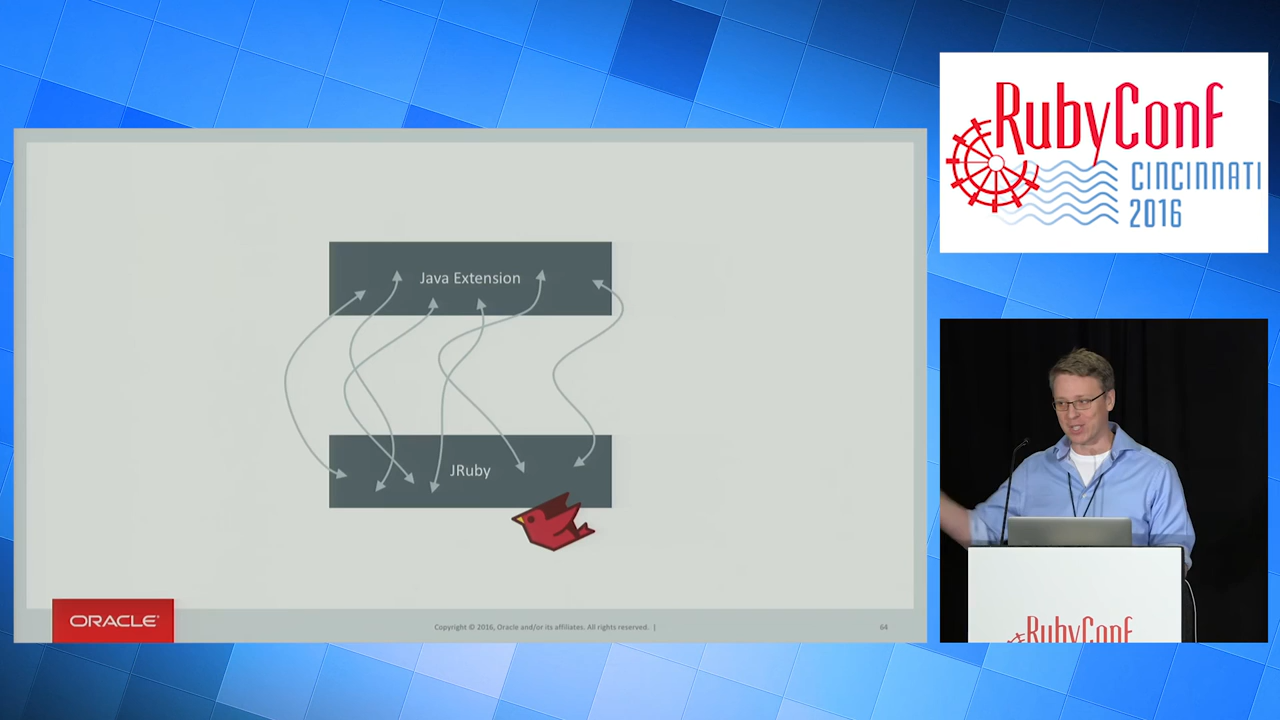 Java Extension
JRuby
ORACLE®
Copyright © 2016, Oracle and/or its affiliates. All rights reserved. |
64
RubyConf
CINCINNATI
2016
RubyConf